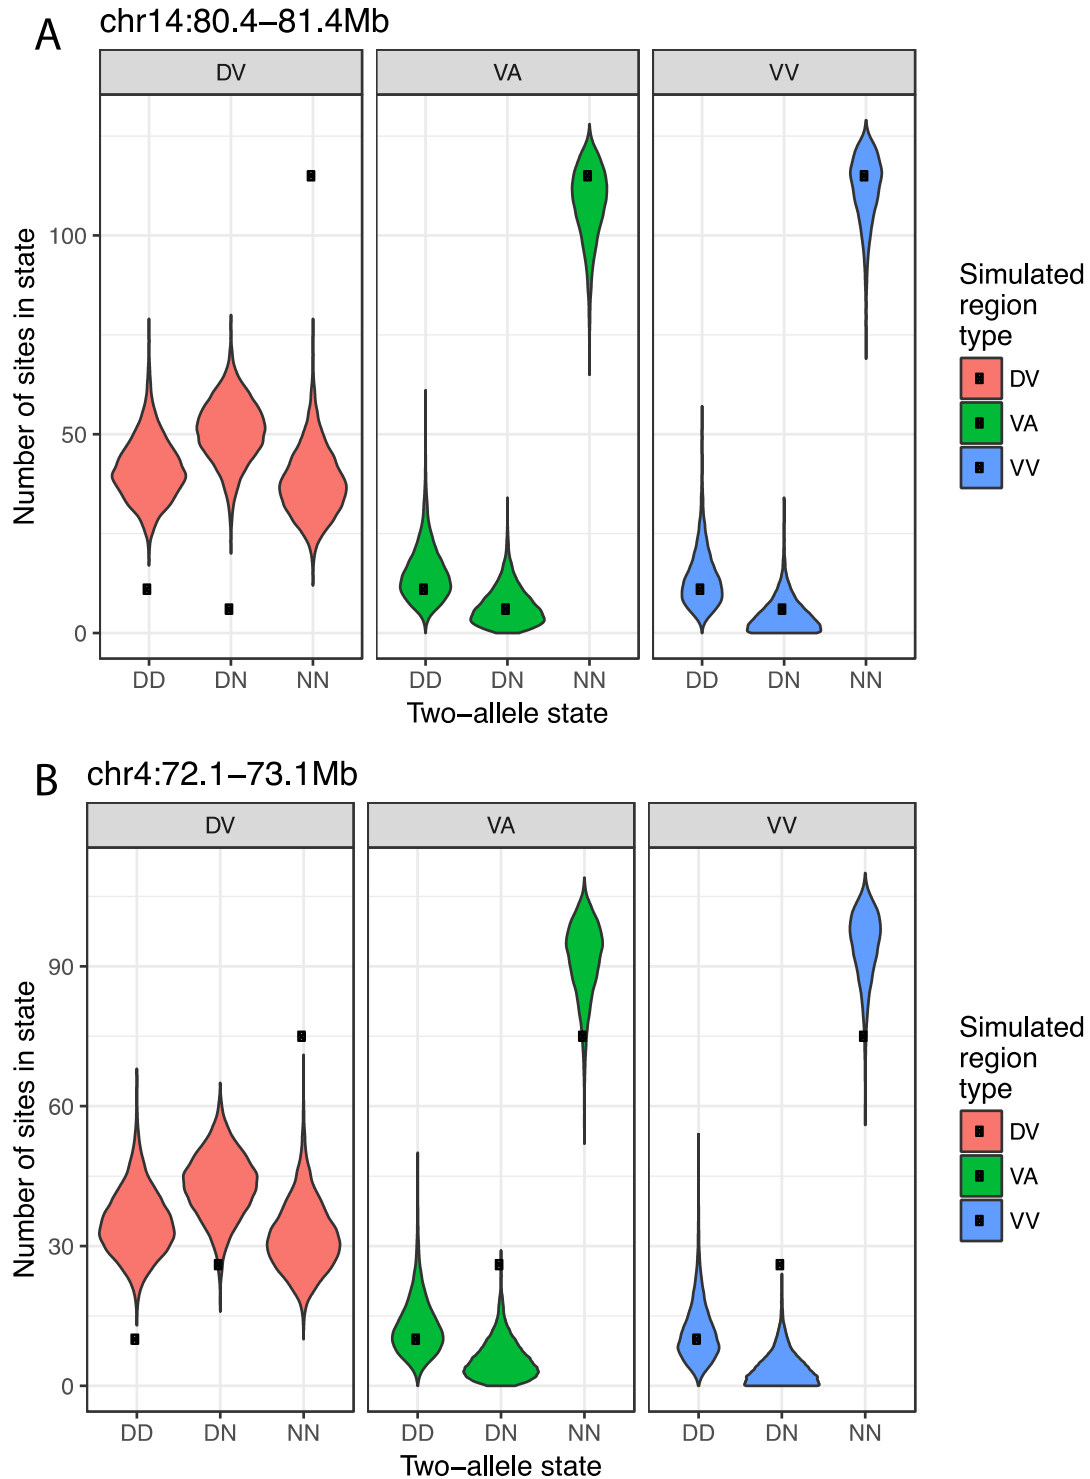 A
chr14:80.4–81.4Mb
DV VA VV
Number of sites in state
100
50
0
DD DN NN DD DN NN DD DN NN
Two–allele state
Simulated
region
type
DV
VA
VV
B
chr4:72.1–73.1Mb
DV VA VV
Number of sites in state
90
60
30
0
DD DN NN DD DN NN DD DN NN
Two–allele state
Simulated
region
type
DV
VA
VV